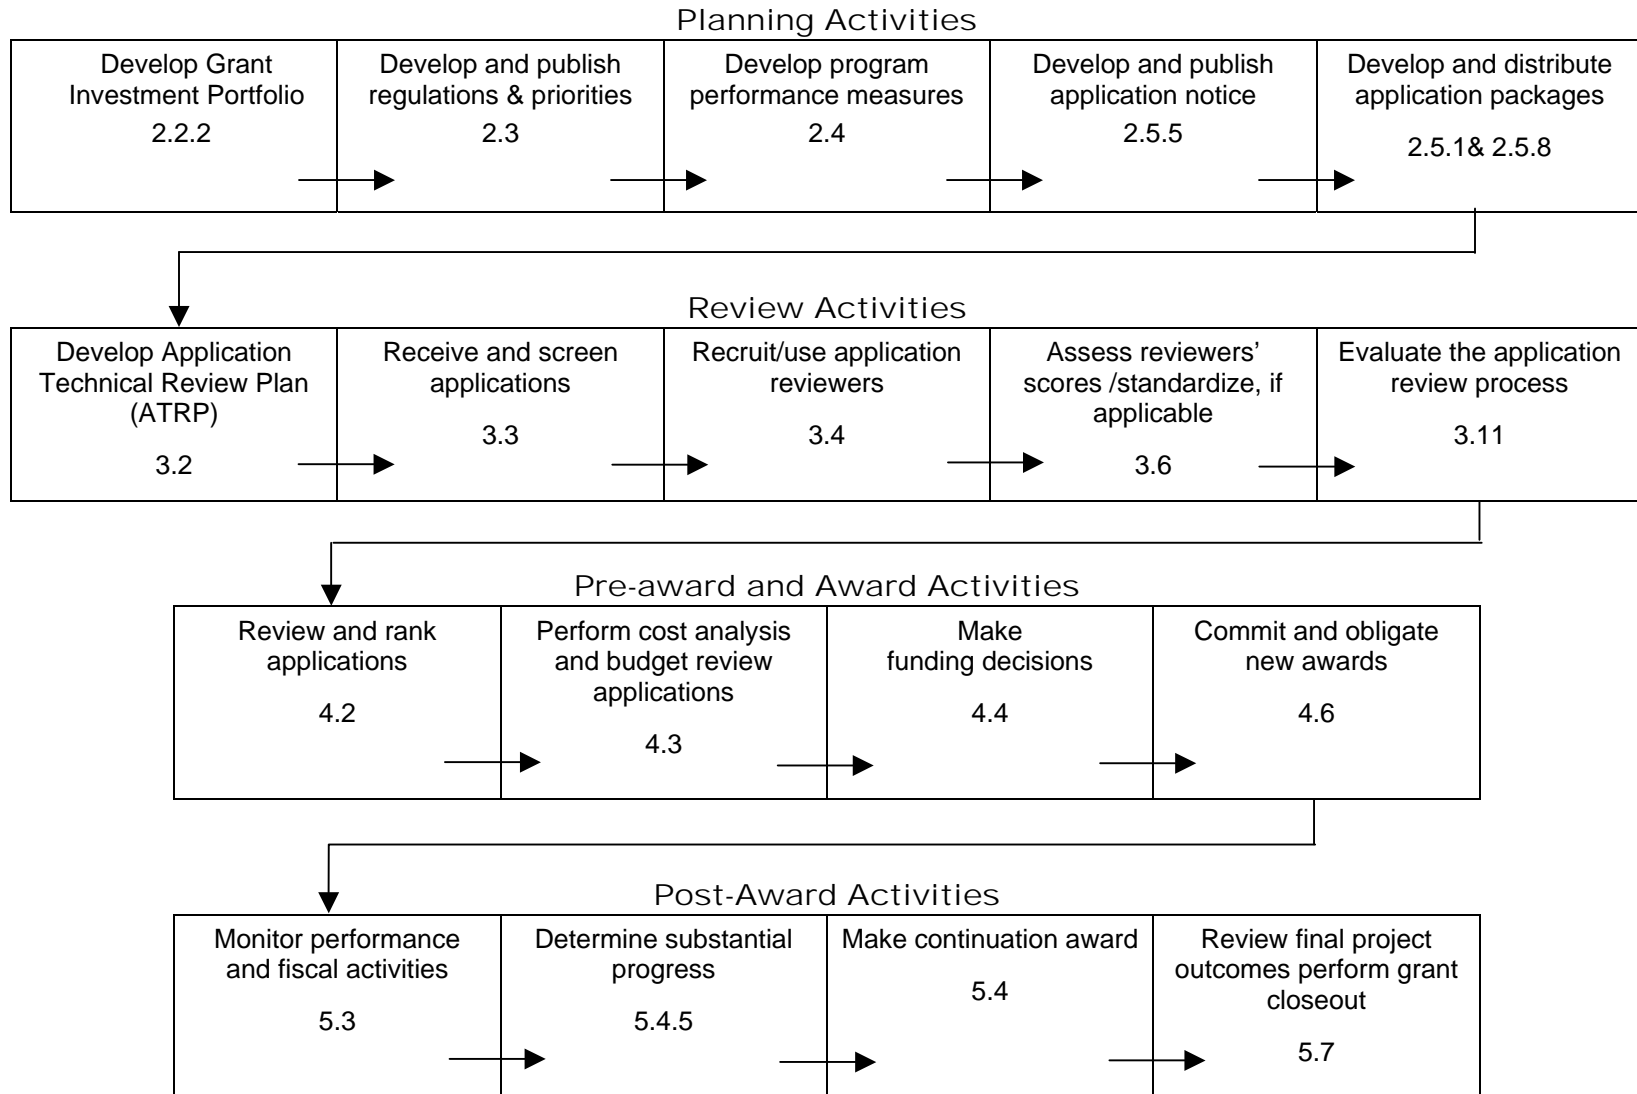 Planning Activities
Develop Grant
Investment Portfolio
2.2.2
Develop and publish
regulations & priorities
2.3
Develop program
performance measures
2.4
Develop and publish
application notice
2.5.5
Develop and distribute
application packages
2.5.1& 2.5.8
Review Activities
Develop Application
Technical Review Plan
(ATRP)
3.2
Receive and screen
applications
3.3
Recruit/use application
reviewers
3.4
Assess reviewers’
scores /standardize, if
applicable
3.6
Evaluate the application
review process
3.11
Pre-award and Award Activities
Review and rank
applications
4.2
Perform cost analysis
and budget review
applications
4.3
Make
funding decisions
4.4
Commit and obligate
new awards
4.6
Post-Award Activities
Monitor performance
and fiscal activities
5.3
Determine substantial
progress
5.4.5
Make continuation award
5.4
Review final project
outcomes perform grant
closeout
5.7